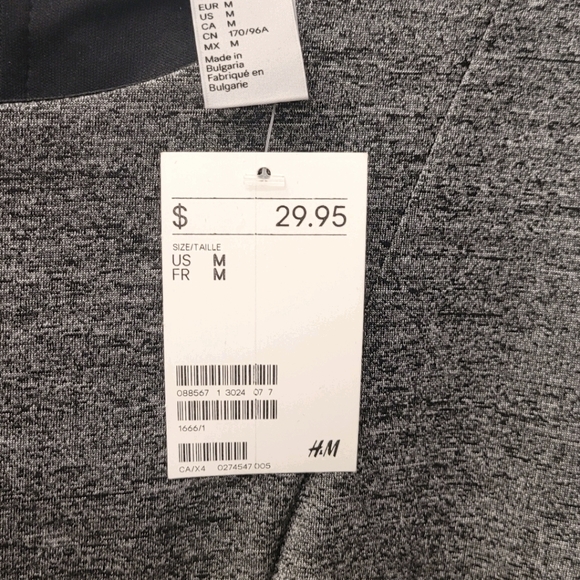 EUR M
US M
CA M
CN 170/96A
MX M
Made in
Bulgaria
Fabriqué en
Bulgarie
$ 29.95
SIZE/TAILLE
US M
FR M
088567 1 3024 07 7
1666/1
CA/X4 0274547 005
H&M